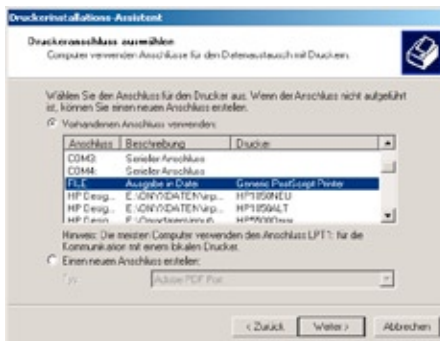 Druckerinstallations-Assistent
Druckeranschluss auswählen
Computer verwenden Anschlüsse für den Datenaustausch mit Druckern.
Wählen Sie den Anschluss für den Drucker aus. Wenn der Anschluss nicht aufgeführt
ist, können Sie einen neuen Anschluss erstellen.
Vorhandenen Anschluss verwenden:
Anschluss Beschreibung Drucker
COM3: Serieller Anschluss
COM4: Serieller Anschluss
FILE: Ausgabe in Datei Generic PostScript Printer
HP Desig... HP1050NEU
HP Desig... HP1050ALT
Hinweis: Die meisten Computer verwenden den Anschluss LPT1: für die
Kommunikation mit einem lokalen Drucker.
Einen neuen Anschluss erstellen:
Typ: Adobe PDF Port
< Zurück Weiter > Abbrechen